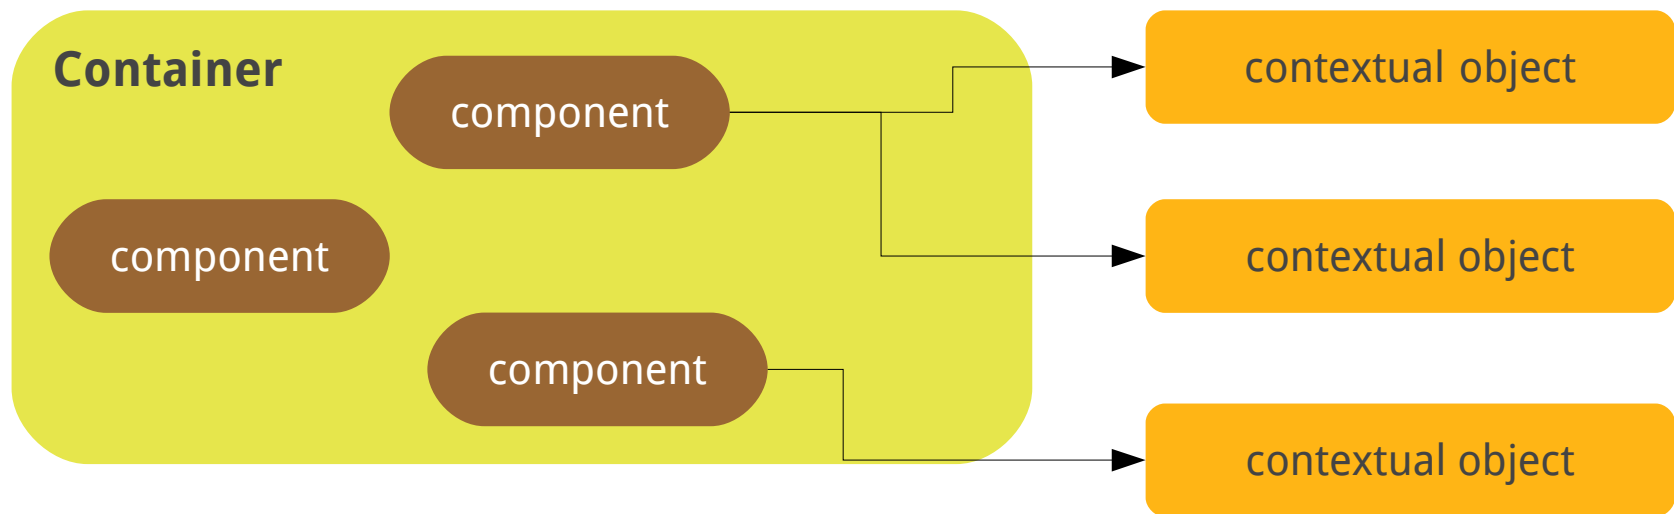 Container
component
component
component
contextual object
contextual object
contextual object